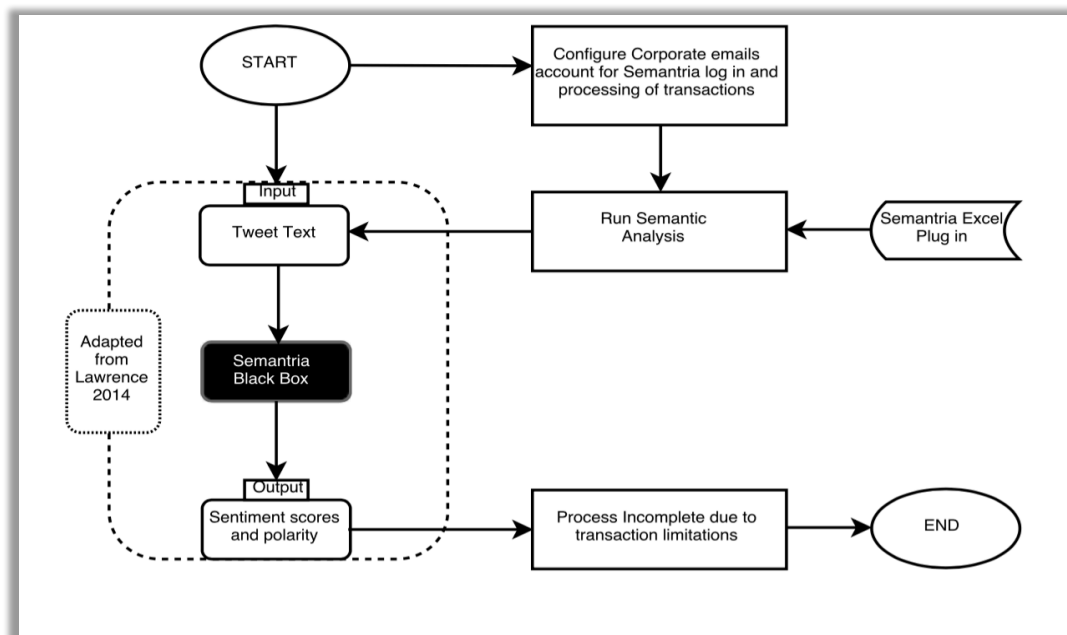 START
Configure Corporate emails
account for Semantria log in and
processing of transactions
Input
Tweet Text
Run Semantic
Analysis
Semantria Excel
Plug in
Adapted
from
Lawrence
2014
Semantria
Black Box
Output
Sentiment scores
and polarity
Process Incomplete due to
transaction limitations
END